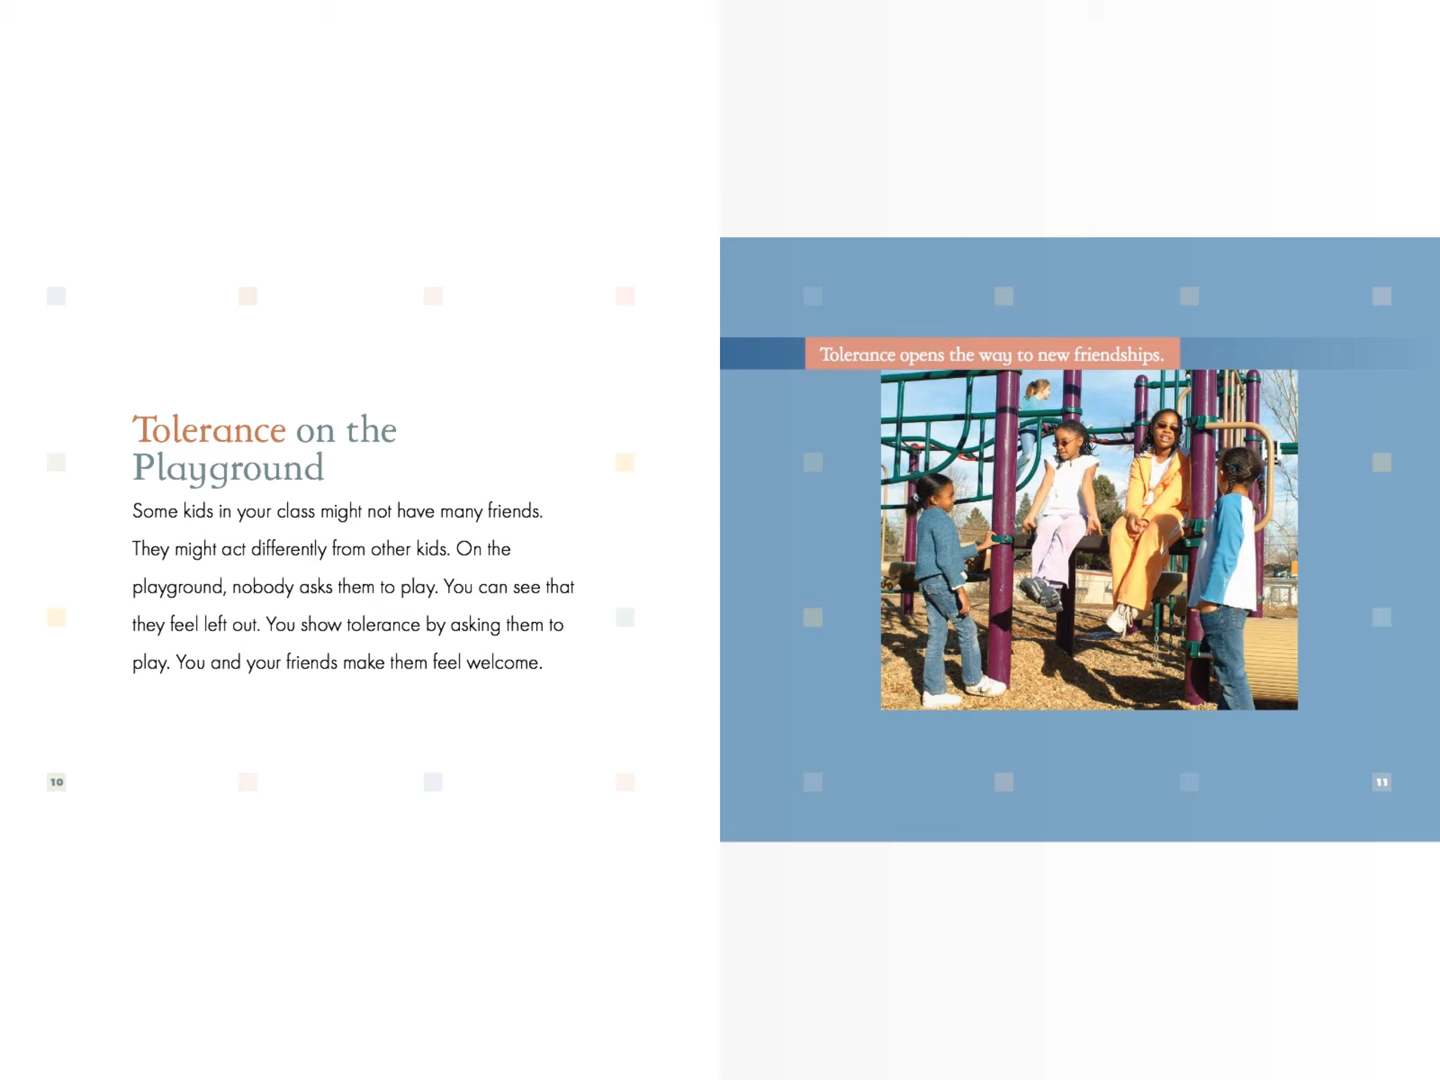 Tolerance on the
Playground
Some kids in your class might not have many friends.
They might act differently from other kids. On the
playground, nobody asks them to play. You can see that
they feel left out. You show tolerance by asking them to
play. You and your friends make them feel welcome.
10
Tolerance opens the way to new friendships.
11